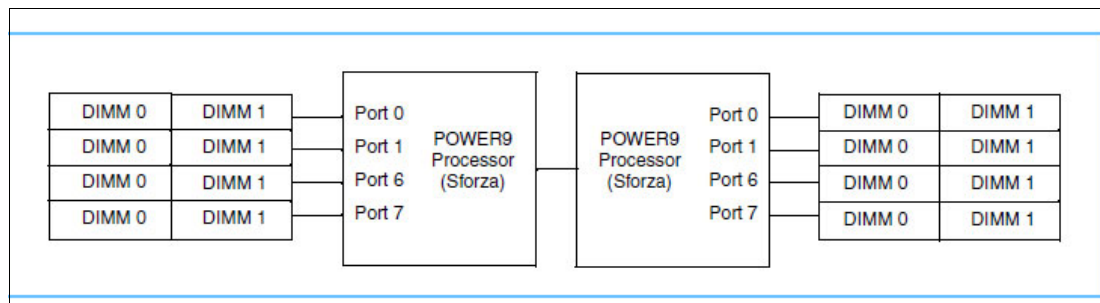 DIMM 0 DIMM 1 Port 0 Port 0 DIMM 0 DIMM 1
DIMM 0 DIMM 1 Port 1 POWER9 POWER9 Port 1 DIMM 0 DIMM 1
Processor Processor
DIMM 0 DIMM 1 Port 6 (Sforza) (Sforza) Port 6 DIMM 0 DIMM 1
DIMM 0 DIMM 1 Port 7 Port 7 DIMM 0 DIMM 1